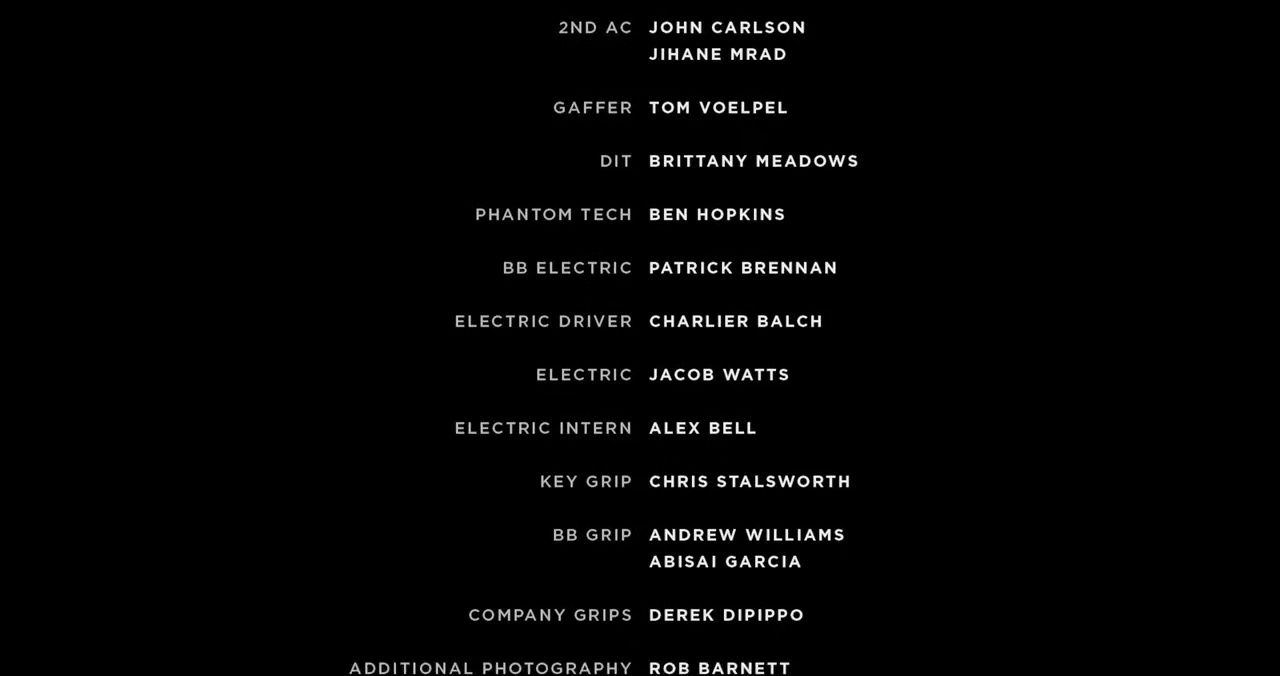 2ND AC JOHN CARLSON
JIHANE MRAD
GAFFER TOM VOELPEL
DIT BRITTANY MEADOWS
PHANTOM TECH BEN HOPKINS
BB ELECTRIC PATRICK BRENNAN
ELECTRIC DRIVER CHARLIER BALCH
ELECTRIC JACOB WATTS
ELECTRIC INTERN ALEX BELL
KEY GRIP CHRIS STALSWORTH
BB GRIP ANDREW WILLIAMS
ABISAI GARCIA
COMPANY GRIPS DEREK DIPIPPO
ADDITIONAL PHOTOGRAPHY ROB BARNETT